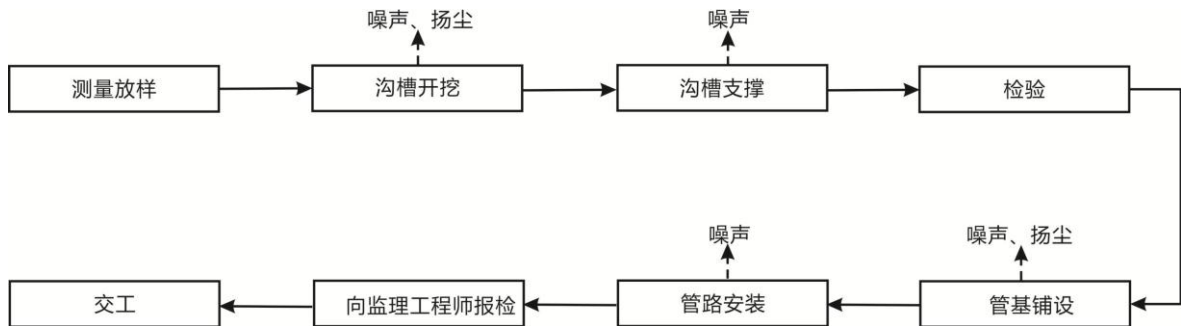 噪声、扬尘
噪声
测量放样
沟槽开挖
沟槽支撑
检验
噪声
噪声、扬尘
交工
向监理工程师报检
管路安装
管基铺设